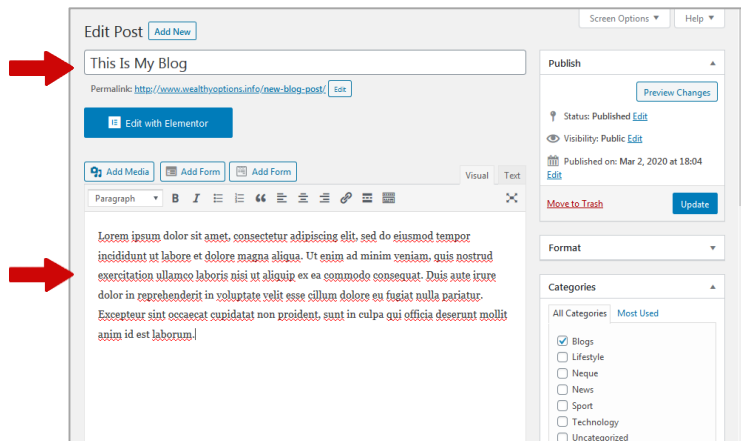 Screen Options ▼ Help ▼
Edit Post Add New
This Is My Blog
Permalink: http://www.wealthyoptions.info/new-blog-post/ Edit
Edit with Elementor
Add Media Add Form Add Form
Visual Text
Paragraph ▼ B I
Lorem ipsum dolor sit amet, consectetur adipiscing elit, sed do eiusmod tempor
incididunt ut labore et dolore magna aliqua. Ut enim ad minim veniam, quis nostrud
exercitation ullamco laboris nisi ut aliquip ex ea commodo consequat. Duis aute irure
dolor in reprehenderit in voluptate velit esse cillum dolore eu fugiat nulla pariatur.
Excepteur sint occaecat cupidatat non proident, sunt in culpa qui officia deserunt mollit
anim id est laborum.
Publish
Preview Changes
Status: Published Edit
Visibility: Public Edit
Published on: Mar 2, 2020 at 18:04
Edit
Move to Trash Update
Format
Categories
All Categories Most Used
Blogs
Lifestyle
Neque
News
Sport
Technology
Uncategorized